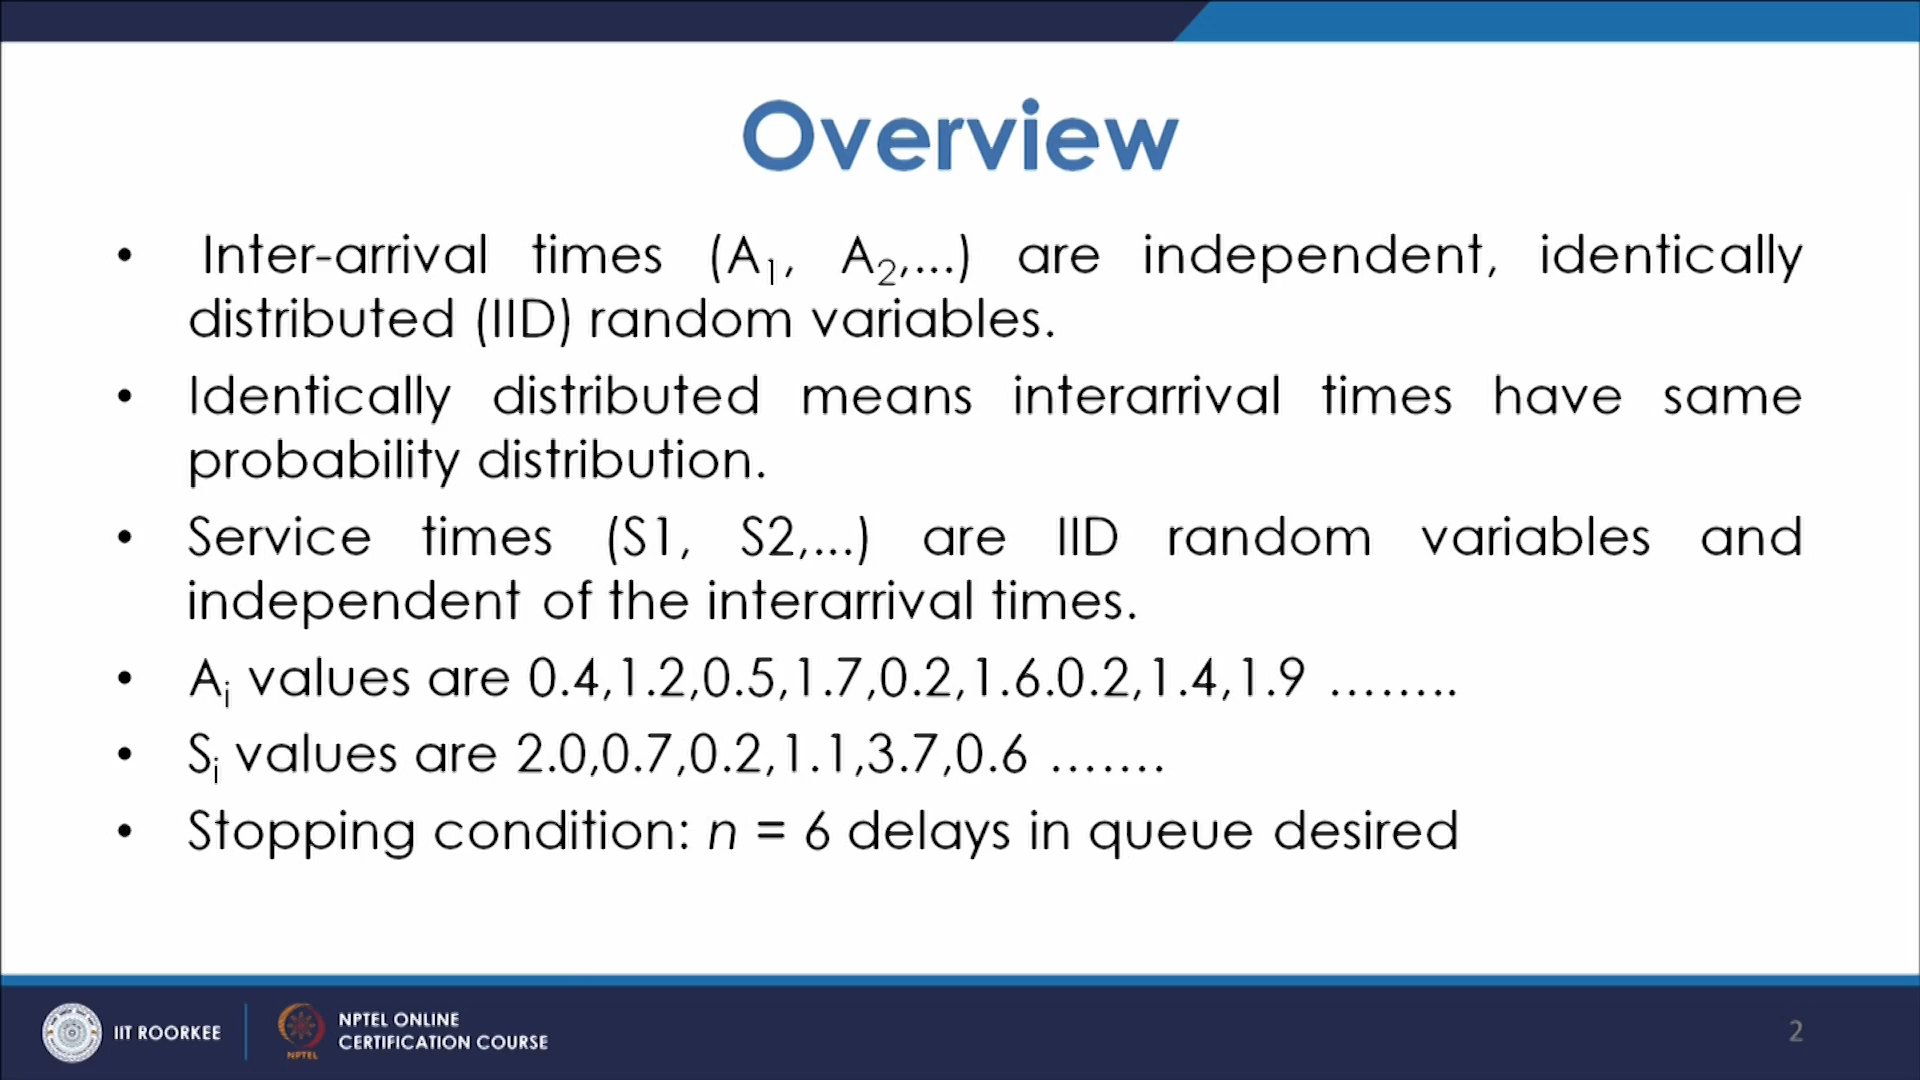 Overview
• Inter-arrival times (A₁, A₂,...) are independent, identically
distributed (IID) random variables.
• Identically distributed means interarrival times have same
probability distribution.
• Service times (S1, S2,...) are IID random variables and
independent of the interarrival times.
• Aᵢ values are 0.4,1.2,0.5,1.7,0.2,1.6.0.2,1.4,1.9 ........
• Sᵢ values are 2.0,0.7,0.2,1.1,3.7,0.6 .......
• Stopping condition: n = 6 delays in queue desired
IIT ROORKEE
NPTEL
NPTEL ONLINE
CERTIFICATION COURSE
2